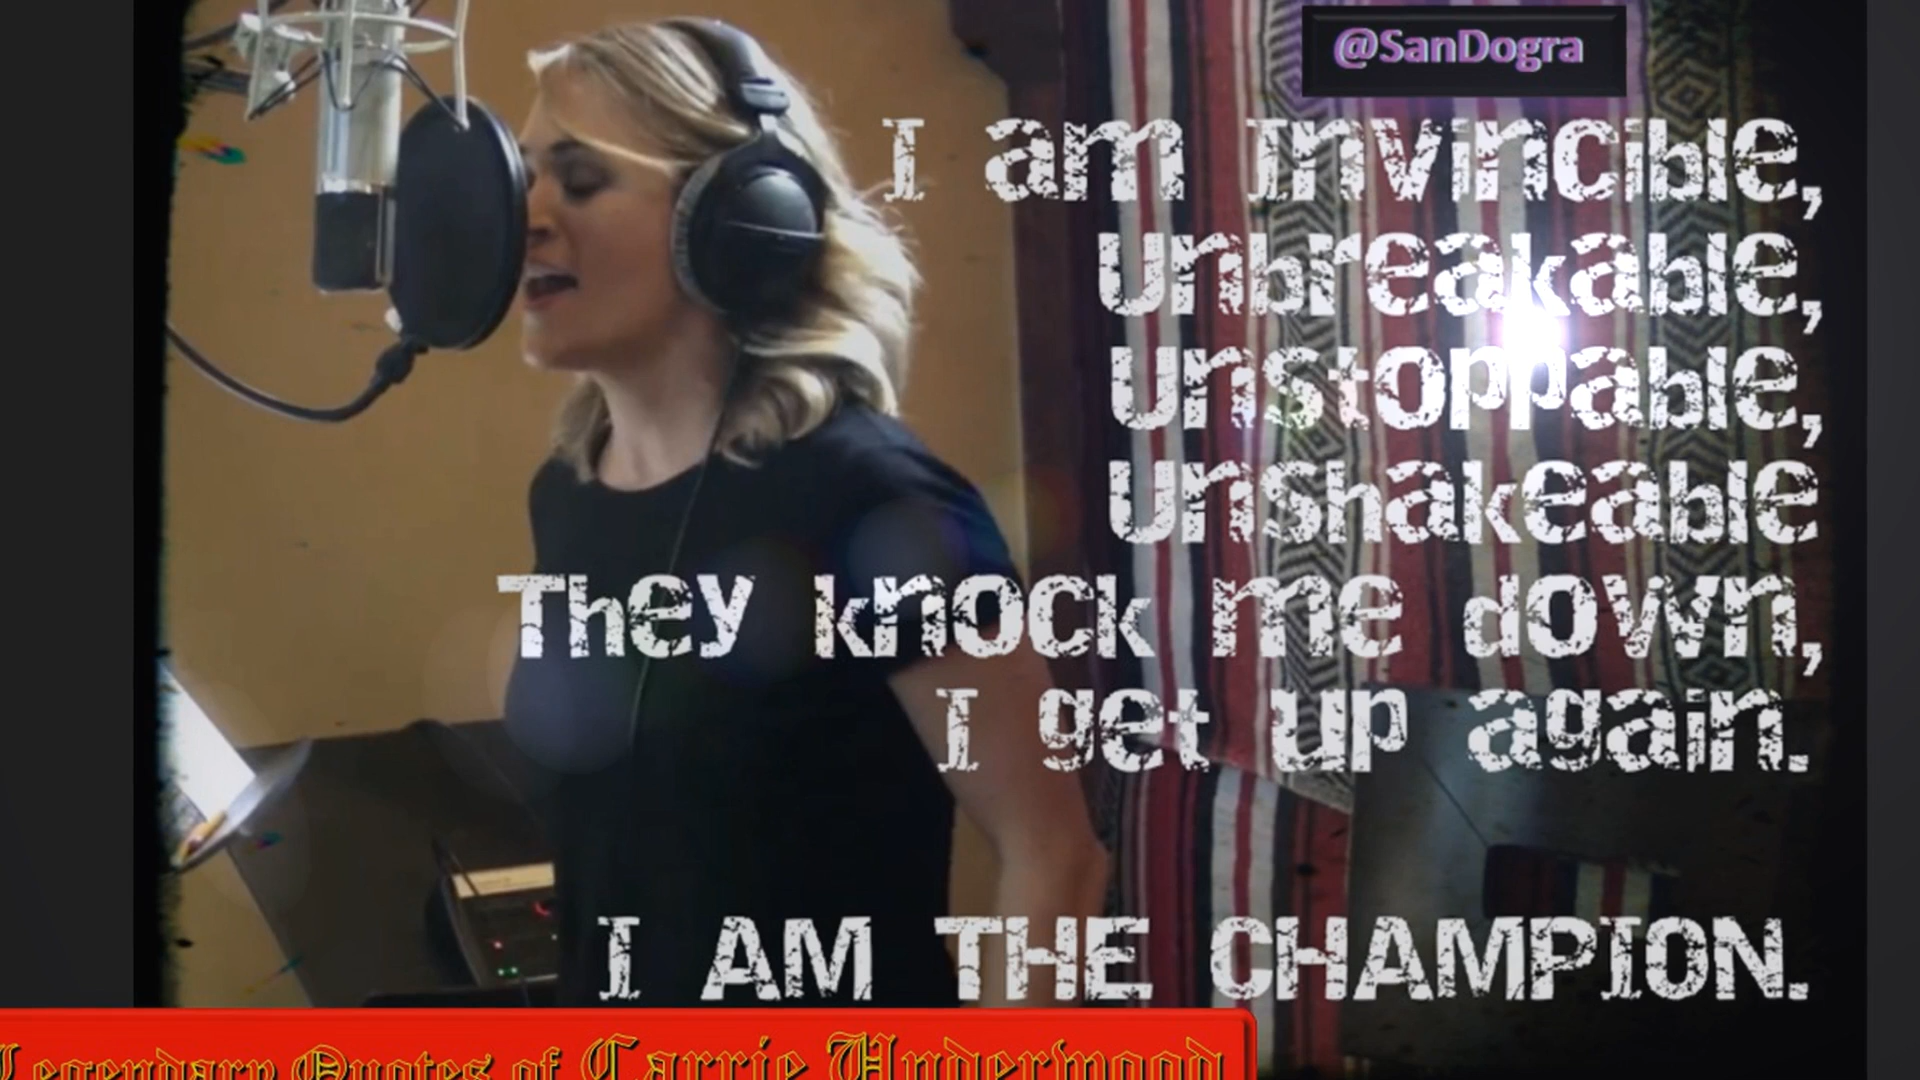 @SanDogra
I am Invincible,
unbreakable,
unstoppable,
unshakeable
They knock me down,
I get up again.
I AM THE CHAMPION.
Legendary Quotes of Carrie Underwood